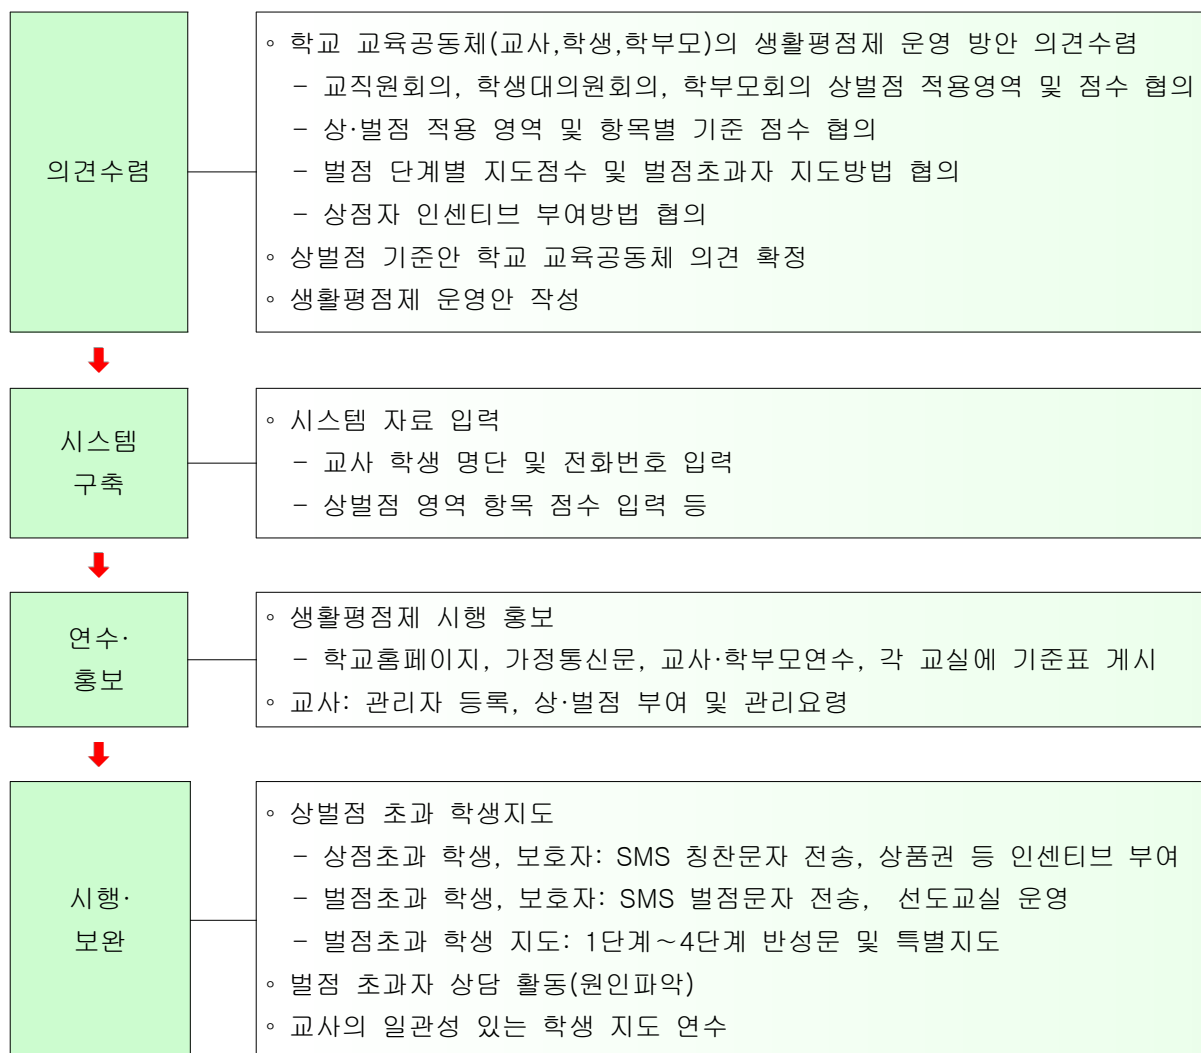 의견수렴
◦ 학교 교육공동체(교사,학생,학부모)의 생활평점제 운영 방안 의견수렴
- 교직원회의, 학생대의원회의, 학부모회의 상벌점 적용영역 및 점수 협의
- 상·벌점 적용 영역 및 항목별 기준 점수 협의
- 벌점 단계별 지도점수 및 벌점초과자 지도방법 협의
- 상점자 인센티브 부여방법 협의
◦ 상벌점 기준안 학교 교육공동체 의견 확정
◦ 생활평점제 운영안 작성
시스템
구축
◦ 시스템 자료 입력
- 교사 학생 명단 및 전화번호 입력
- 상벌점 영역 항목 점수 입력 등
연수·
홍보
◦ 생활평점제 시행 홍보
- 학교홈페이지, 가정통신문, 교사·학부모연수, 각 교실에 기준표 게시
◦ 교사: 관리자 등록, 상·벌점 부여 및 관리요령
시행·
보완
◦ 상벌점 초과 학생지도
- 상점초과 학생, 보호자: SMS 칭찬문자 전송, 상품권 등 인센티브 부여
- 벌점초과 학생, 보호자: SMS 벌점문자 전송, 선도교실 운영
- 벌점초과 학생 지도: 1단계~4단계 반성문 및 특별지도
◦ 벌점 초과자 상담 활동(원인파악)
◦ 교사의 일관성 있는 학생 지도 연수